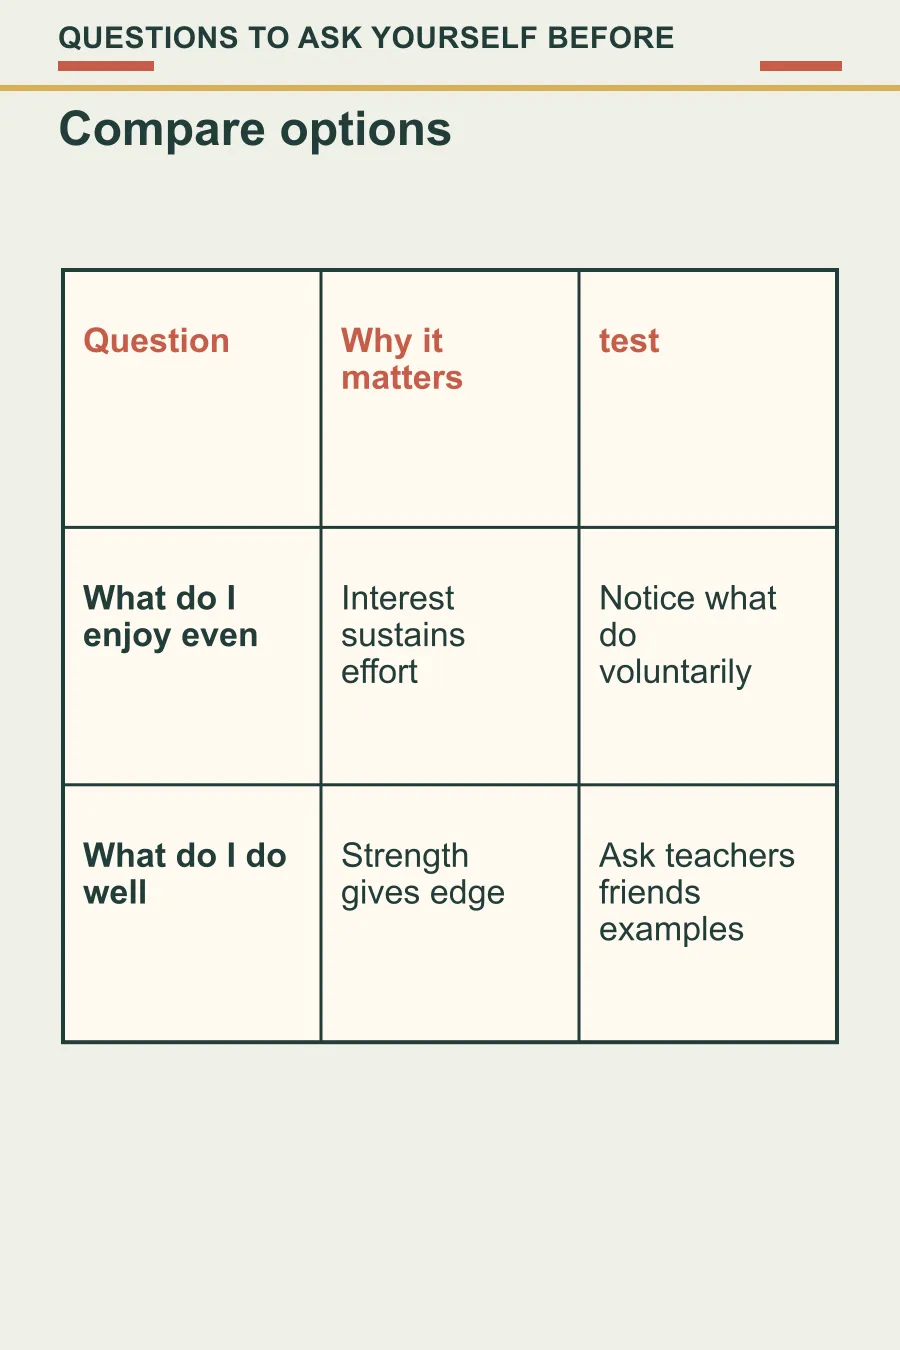 QUESTIONS TO ASK YOURSELF BEFORE
Compare options
Question
Why it
matters
test
What do I
enjoy even
Interest
sustains
effort
Notice what
do
voluntarily
What do I do
well
Strength
gives edge
Ask teachers
friends
examples